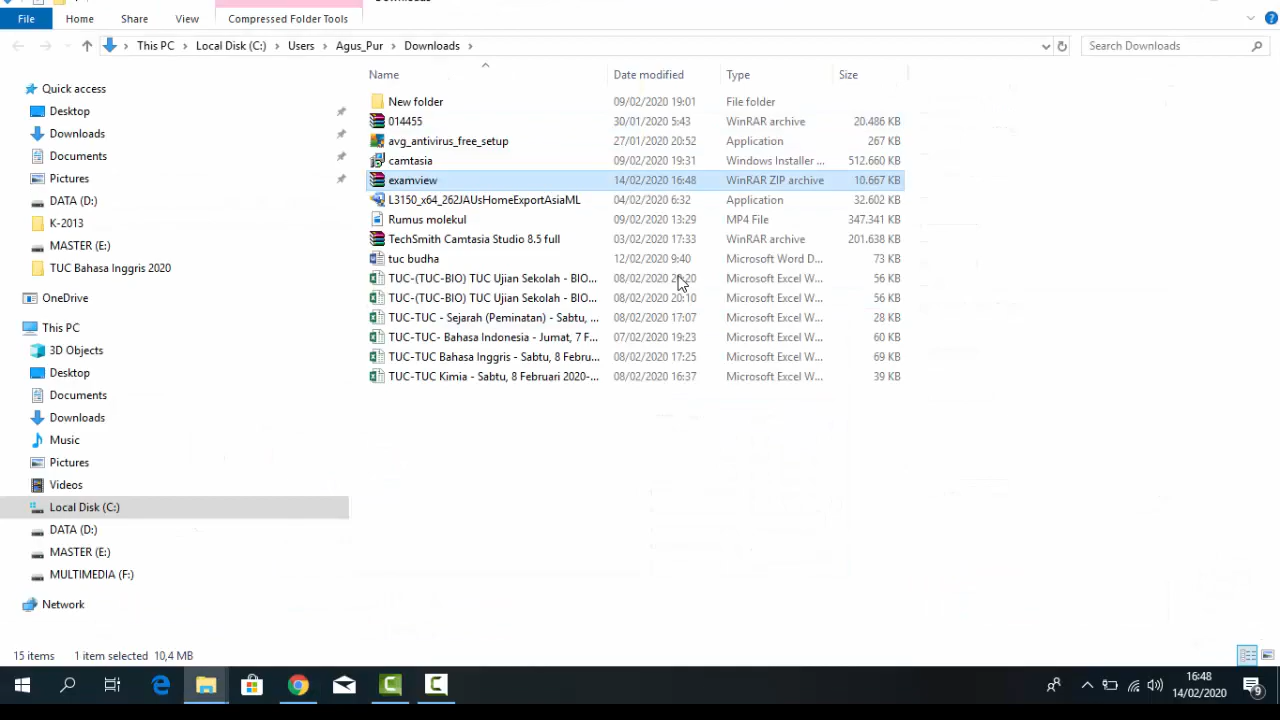 File
Home
Share
View
Compressed Folder Tools
This PC
Local Disk (C:)
Users
Agus_Pur
Downloads
Search Downloads
Quick access
Desktop
Downloads
Documents
Pictures
DATA (D:)
K-2013
MASTER (E:)
TUC Bahasa Inggris 2020
OneDrive
This PC
3D Objects
Desktop
Documents
Downloads
Music
Pictures
Videos
Local Disk (C:)
DATA (D:)
MASTER (E:)
MULTIMEDIA (F:)
Network
Name Date modified Type Size
New folder 09/02/2020 19:01 File folder
014455 30/01/2020 5:43 WinRAR archive 20.486 KB
avg_antivirus_free_setup 27/01/2020 20:52 Application 267 KB
camtasia 09/02/2020 19:31 Windows Installer ... 512.660 KB
examview 14/02/2020 16:48 WinRAR ZIP archive 10.667 KB
L3150_x64_262JAUsHomeExportAsiaML 04/02/2020 6:32 Application 32.602 KB
Rumus molekul 09/02/2020 13:29 MP4 File 347.341 KB
TechSmith Camtasia Studio 8.5 full 03/02/2020 17:33 WinRAR archive 201.638 KB
tuc budha 12/02/2020 9:40 Microsoft Word D... 73 KB
TUC-(TUC-BIO) TUC Ujian Sekolah - BIO... 08/02/2020 Microsoft Excel W... 56 KB
TUC-(TUC-BIO) TUC Ujian Sekolah - BIO... 08/02/2020 20:10 Microsoft Excel W... 56 KB
TUC-TUC - Sejarah (Peminatan) - Sabtu, ... 08/02/2020 17:07 Microsoft Excel W... 28 KB
TUC-TUC- Bahasa Indonesia - Jumat, 7 F... 07/02/2020 19:23 Microsoft Excel W... 60 KB
TUC-TUC Bahasa Inggris - Sabtu, 8 Febru... 08/02/2020 17:25 Microsoft Excel W... 69 KB
TUC-TUC Kimia - Sabtu, 8 Februari 2020-... 08/02/2020 16:37 Microsoft Excel W... 39 KB
15 items 1 item selected 10,4 MB
16:48
14/02/2020
9